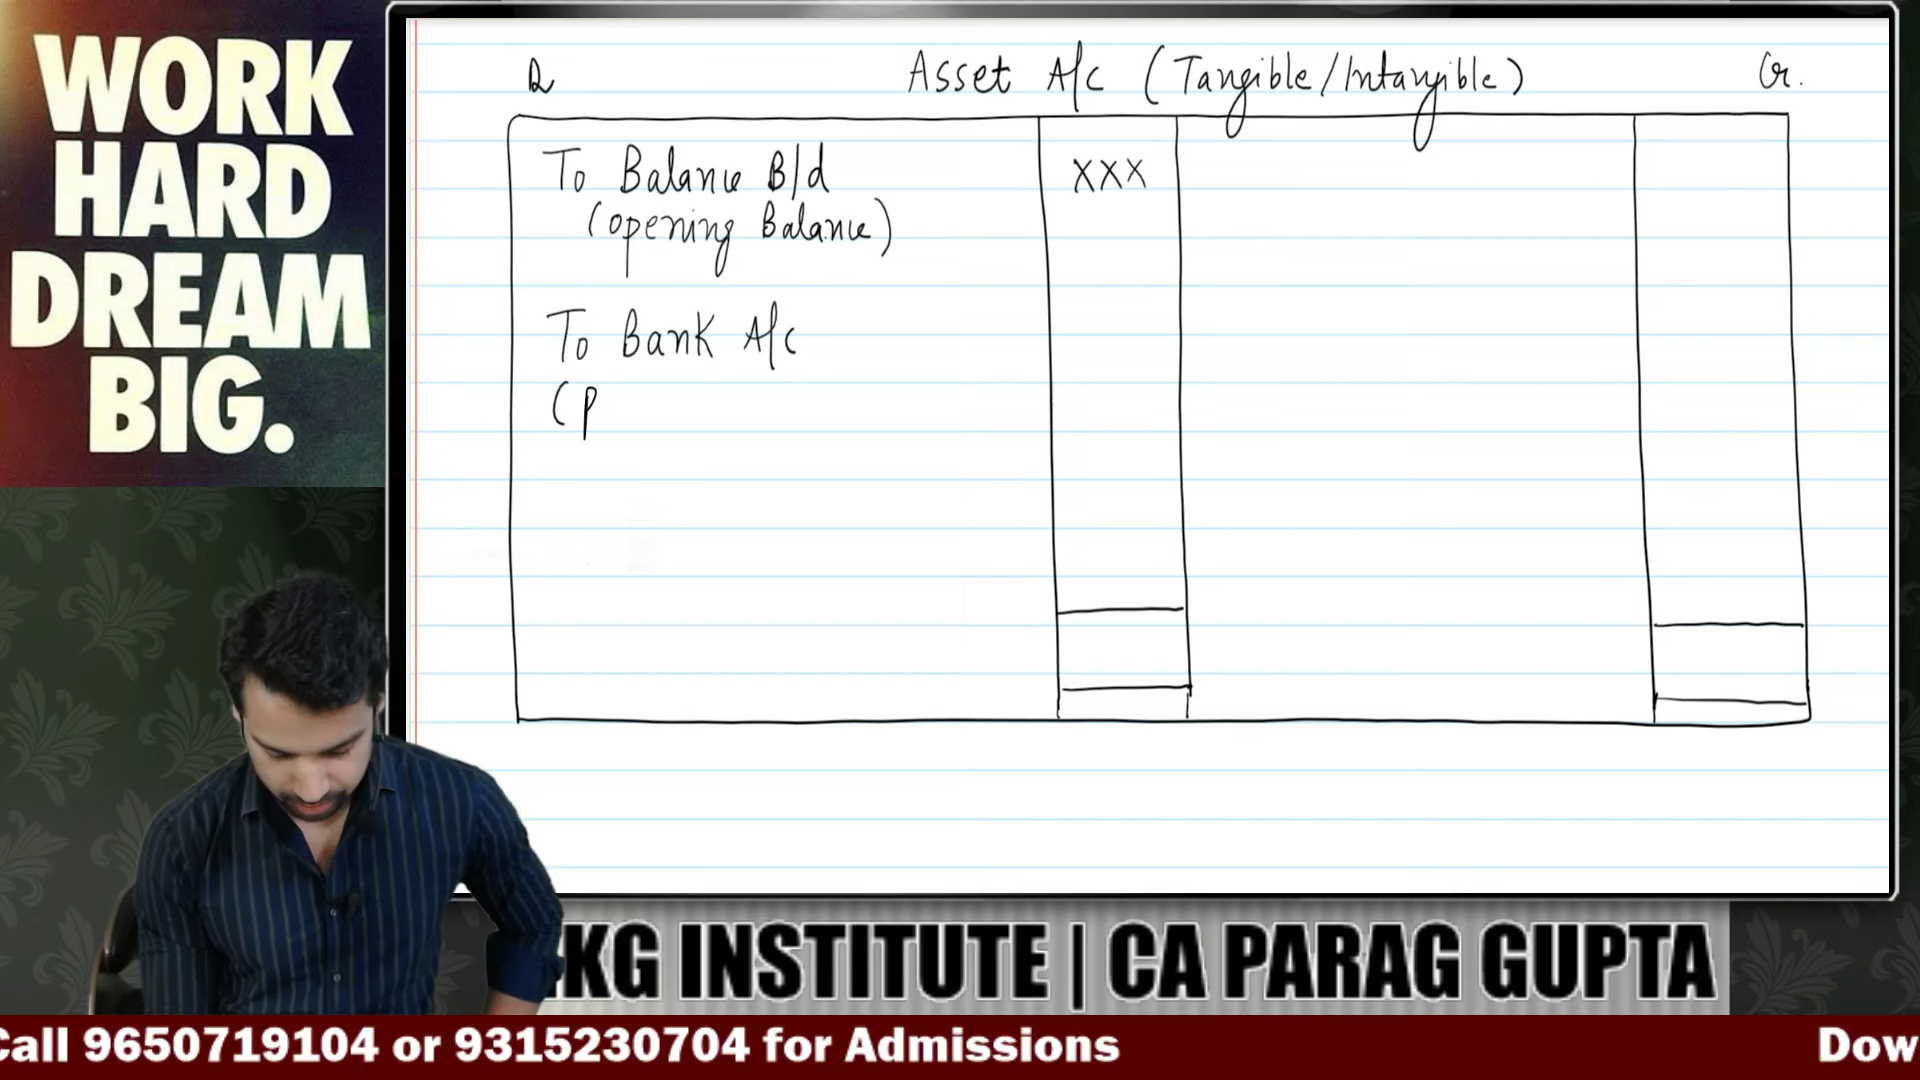 WORK
HARD
DREAM
BIG.
Dr Asset A/c (Tangible/Intangible) Cr.
To Balance B/d XXX
(opening Balance)
To Bank A/c
(P
KG INSTITUTE | CA PARAG GUPTA
Call 9650719104 or 9315230704 for Admissions Dow